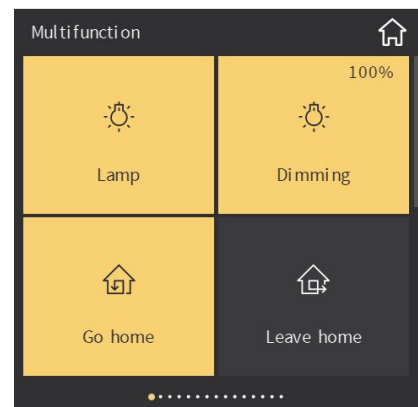 Multifunction
100%
Lamp
Dimming
Go home
Leave home